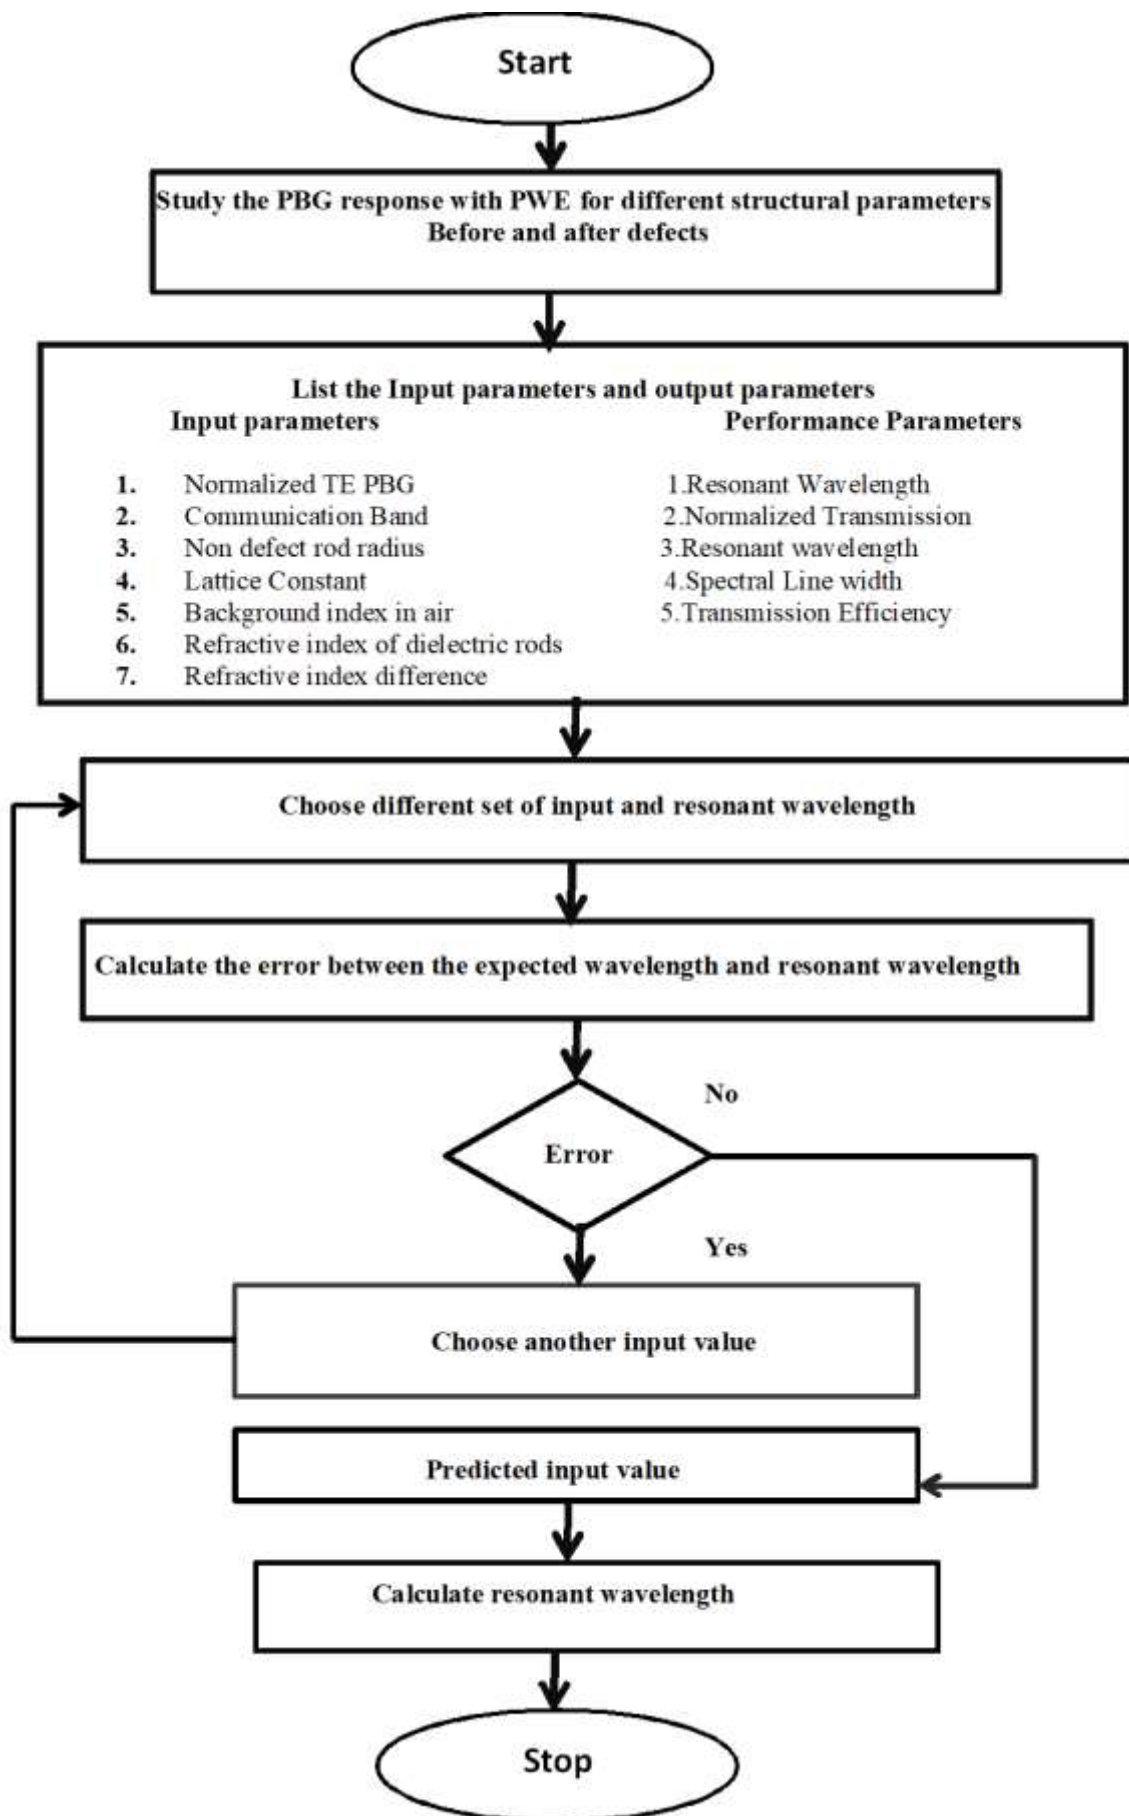 Start
Study the PBG response with PWE for different structural parameters
Before and after defects
List the Input parameters and output parameters
Input parameters Performance Parameters
1. Normalized TE PBG 1.Resonant Wavelength
2. Communication Band 2.Normalized Transmission
3. Non defect rod radius 3.Resonant wavelength
4. Lattice Constant 4.Spectral Line width
5. Background index in air 5.Transmission Efficiency
6. Refractive index of dielectric rods
7. Refractive index difference
Choose different set of input and resonant wavelength
Calculate the error between the expected wavelength and resonant wavelength
No
Error
Yes
Choose another input value
Predicted input value
Calculate resonant wavelength
Stop